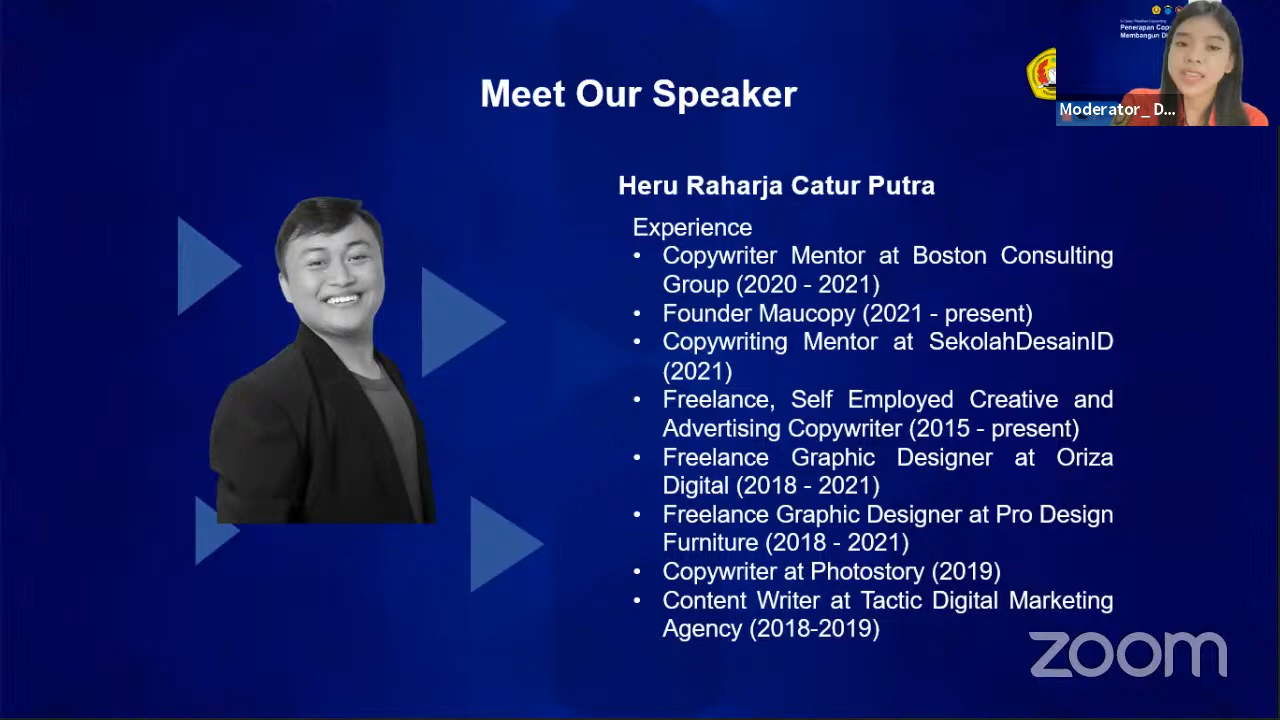 Meet Our Speaker
Moderator_ D...
Heru Raharja Catur Putra
Experience
• Copywriter Mentor at Boston Consulting
Group (2020 - 2021)
• Founder Maucopy (2021 - present)
• Copywriting Mentor at SekolahDesainID
(2021)
• Freelance, Self Employed Creative and
Advertising Copywriter (2015 - present)
• Freelance Graphic Designer at Oriza
Digital (2018 - 2021)
• Freelance Graphic Designer at Pro Design
Furniture (2018 - 2021)
• Copywriter at Photostory (2019)
• Content Writer at Tactic Digital Marketing
Agency (2018-2019)
zoom